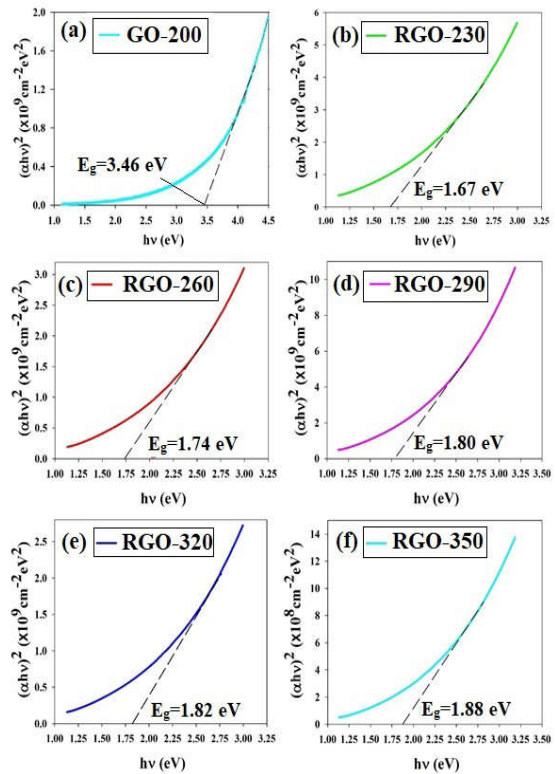 (a)
GO-200
(αhν)² (x10⁹cm⁻²eV²)
2.0
1.6
1.2
0.8
0.4
0.0
Eg=3.46 eV
1.0 1.5 2.0 2.5 3.0 3.5 4.0 4.5
hν (eV)
(b)
RGO-230
(αhν)² (x10⁹cm⁻²eV²)
6
5
4
3
2
1
0
Eg=1.67 eV
1.00 1.25 1.50 1.75 2.00 2.25 2.50 2.75 3.00 3.25
hν (eV)
(c)
RGO-260
(αhν)² (x10⁹cm⁻²eV²)
3.0
2.5
2.0
1.5
1.0
0.5
0.0
Eg=1.74 eV
1.00 1.25 1.50 1.75 2.00 2.25 2.50 2.75 3.00 3.25
hν (eV)
(d)
RGO-290
(αhν)² (x10⁹cm⁻²eV²)
10
8
6
4
2
0
Eg=1.80 eV
1.00 1.25 1.50 1.75 2.00 2.25 2.50 2.75 3.00 3.25
hν (eV)
(e)
RGO-320
(αhν)² (x10⁹cm⁻²eV²)
2.5
2.0
1.5
1.0
0.5
0.0
Eg=1.82 eV
1.00 1.25 1.50 1.75 2.00 2.25 2.50 2.75 3.00 3.25
hν (eV)
(f)
RGO-350
(αhν)² (x10⁸cm⁻²eV²)
14
12
10
8
6
4
2
0
Eg=1.88 eV
1.00 1.25 1.50 1.75 2.00 2.25 2.50 2.75 3.00 3.25
hν (eV)